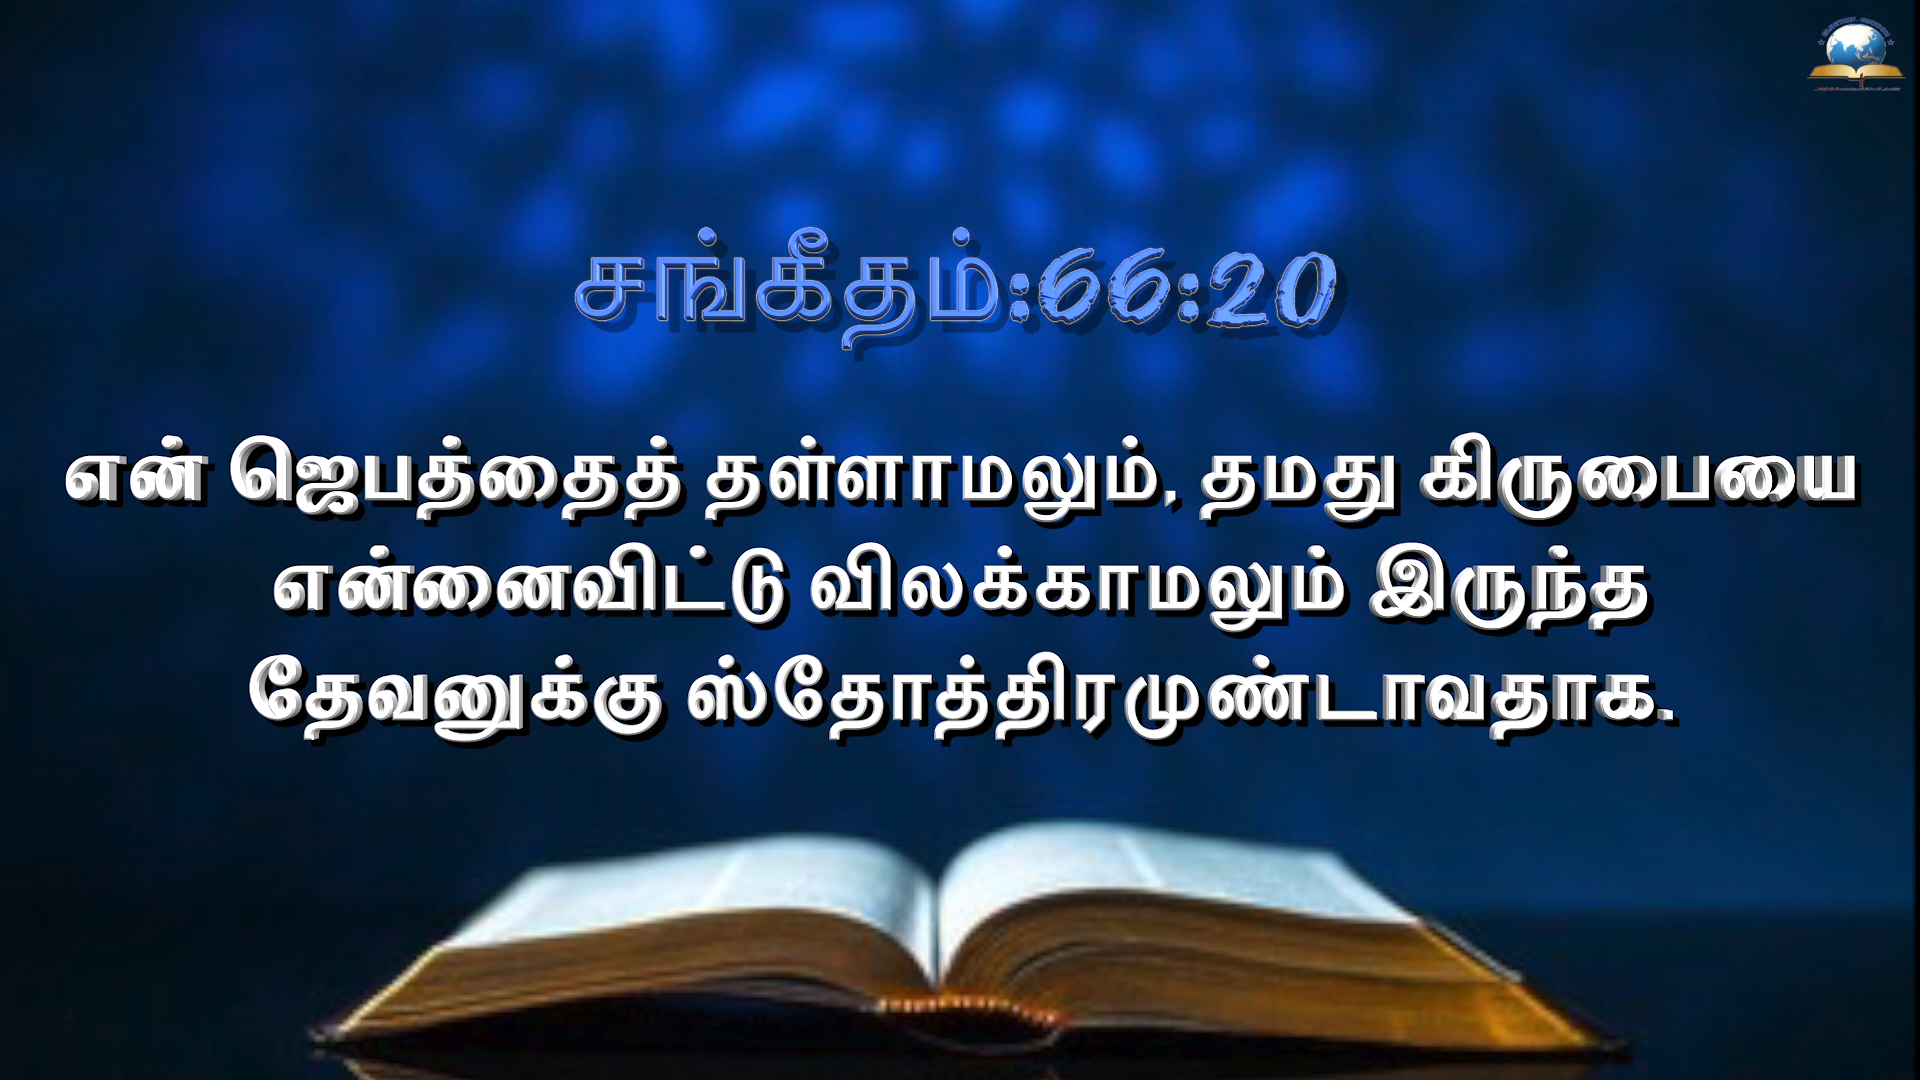 சங்கீதம்:66:20
என் ஜெபத்தைத் தள்ளாமலும், தமது கிருபையை
என்னைவிட்டு விலக்காமலும் இருந்த
தேவனுக்கு ஸ்தோத்திரமுண்டாவதாக.